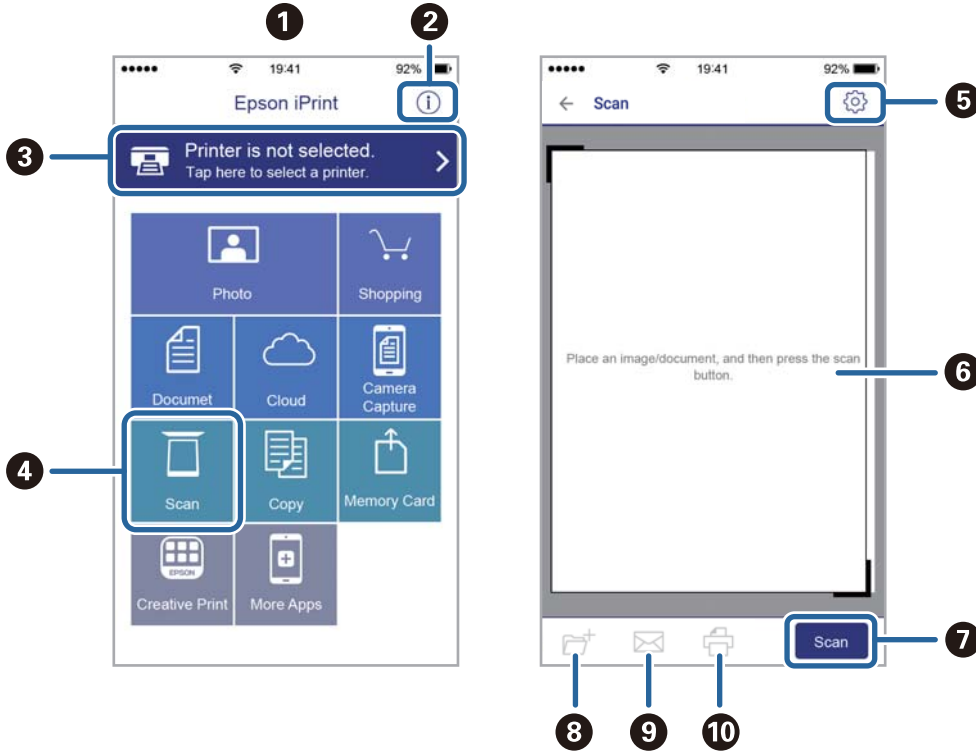 1
2
19:41
92%
Epson iPrint
i
3
Printer is not selected.
Tap here to select a printer.
Photo
Shopping
Documet
Cloud
Camera
Capture
4
Scan
Copy
Memory Card
EPSON
Creative Print
More Apps
19:41
92%
Scan
5
Place an image/document, and then press the scan
button.
6
Scan
7
8
9
10